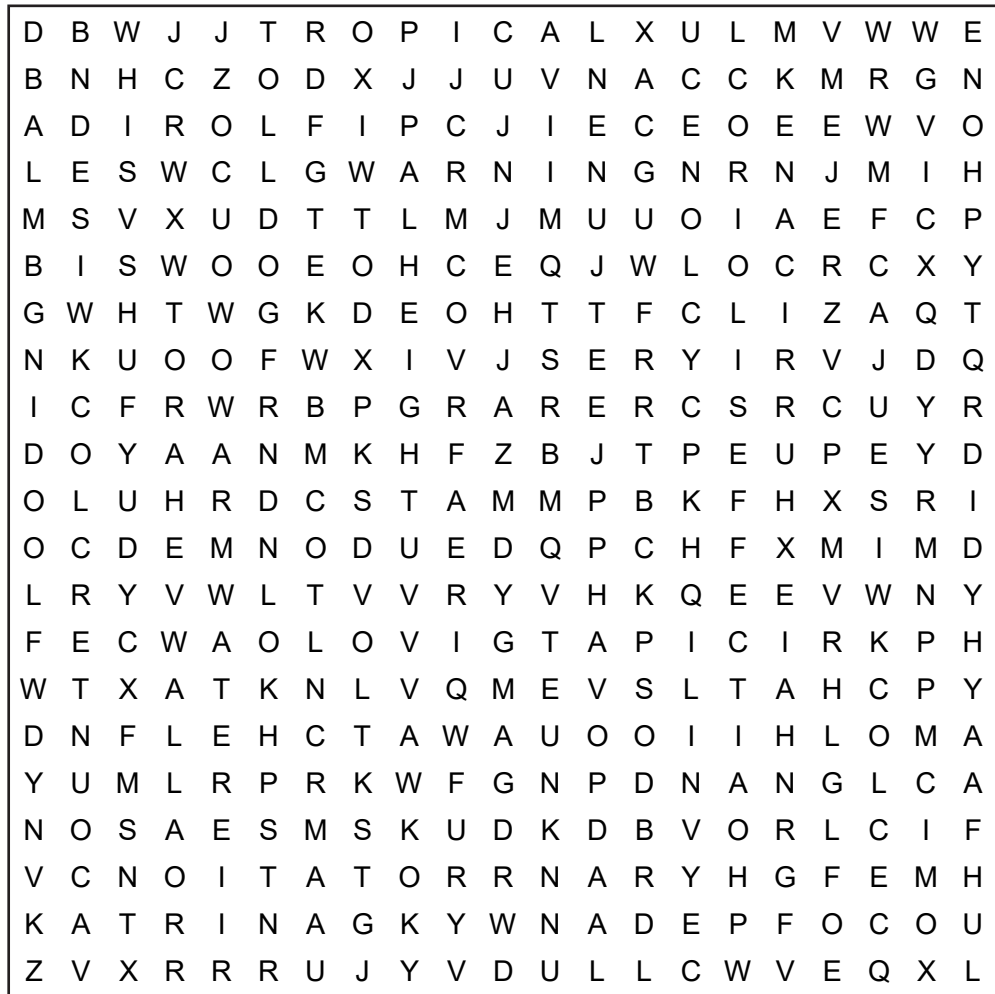 D B W J J T R O P I C A L X U L M V W W E
B N H C Z O D X J J U V N A C C K M R G N
A D I R O L F I P C J I E C E O E E W V O
L E S W C L G W A R N I N G N R N J M I H
M S V X U D T T L M J M U U O I A E F C P
B I S W O O E O H C E Q J W L O C R C X Y
G W H T W G K D E O H T T F C L I Z A Q T
N K U O O F W X I V J S E R Y I R V J D Q
I C F R W R B P G R A R E R C S R C U Y R
D O Y A A N M K H F Z B J T P E U P E Y D
O L U H R D C S T A M M P B K F H X S R I
O C D E M N O D U E D Q P C H F X M I M D
L R Y V W L T V V R Y V H K Q E E V W N Y
F E C W A O L O V I G T A P I C I R K P H
W T X A T K N L V Q M E V S L T A H C P Y
D N F L E H C T A W A U O O I I H L O M A
Y U M L R P R K W F G N P D N A N G L C A
N O S A E S M S K U D K D B V O R L C I F
V C N O I T A T O R R N A R Y H G F E M H
K A T R I N A G K Y W N A D E P F O C O U
Z V X R R R U J Y V D U L L C W V E Q X L